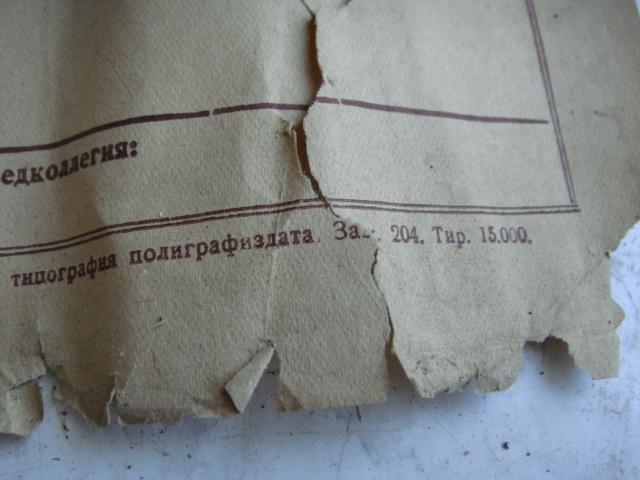 едколлегия:
типография полиграфиздата. За 204. Тир. 15.000.